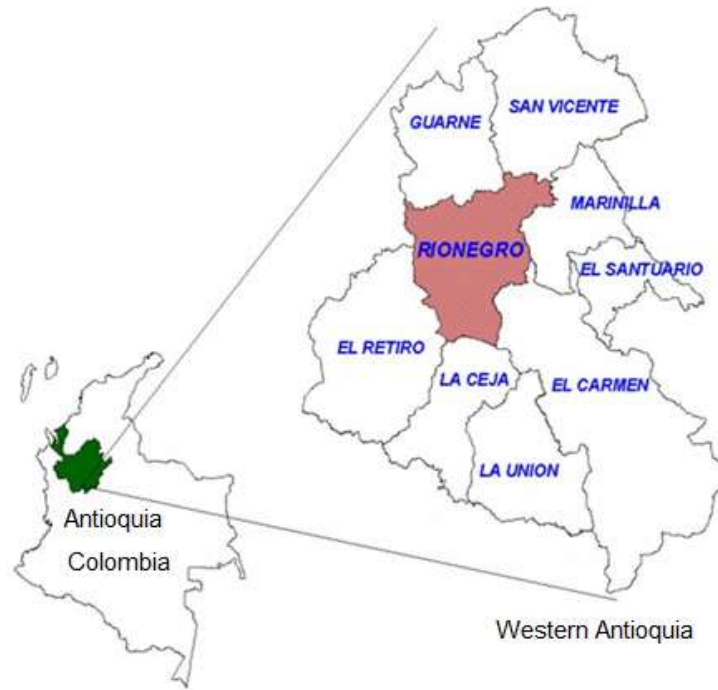 GUARNE
SAN VICENTE
MARINILLA
RIONEGRO
EL SANTUARIO
EL RETIRO
LA CEJA
EL CARMEN
LA UNION
Antioquia
Colombia
Western Antioquia